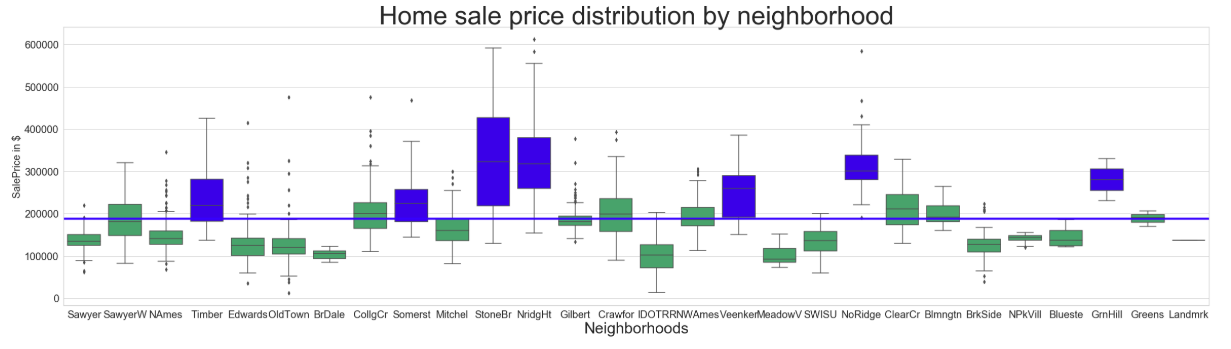 Home sale price distribution by neighborhood
SalePrice in $
600000
500000
400000
300000
200000
100000
0
Sawyer SawyerW NAmes Timber Edwards OldTown BrDale CollgCr Somerst Mitchel StoneBr NridgHt Gilbert Crawfor IDOTRR NWAmes Veenker MeadowV SWISU NoRidge ClearCr Blmngtn BrkSide NPkVill Blueste GrnHill Greens Landmrk
Neighborhoods